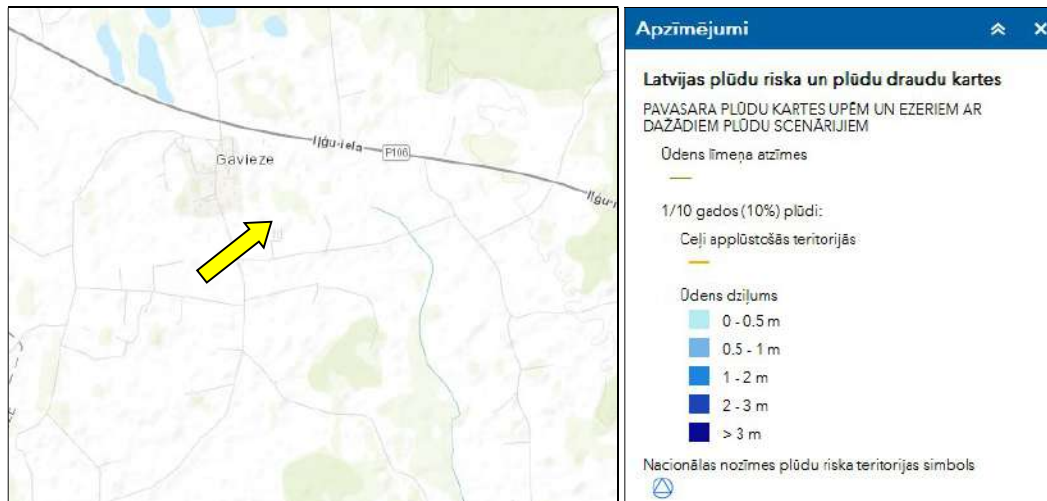 Iļģu-iela
P106
Gavieze
Iļģu-i
Apzīmējumi
Latvijas plūdu riska un plūdu draudu kartes
PAVASARA PLŪDU KARTES UPĒM UN EZERIEM AR
DAŽĀDIEM PLŪDU SCENĀRIJIEM
Ūdens līmeņa atzīmes
1/10 gados (10%) plūdi:
Ceļi applūstošās teritorijās
Ūdens dziļums
0 - 0.5 m
0.5 - 1 m
1 - 2 m
2 - 3 m
> 3 m
Nacionālas nozīmes plūdu riska teritorijas simbols